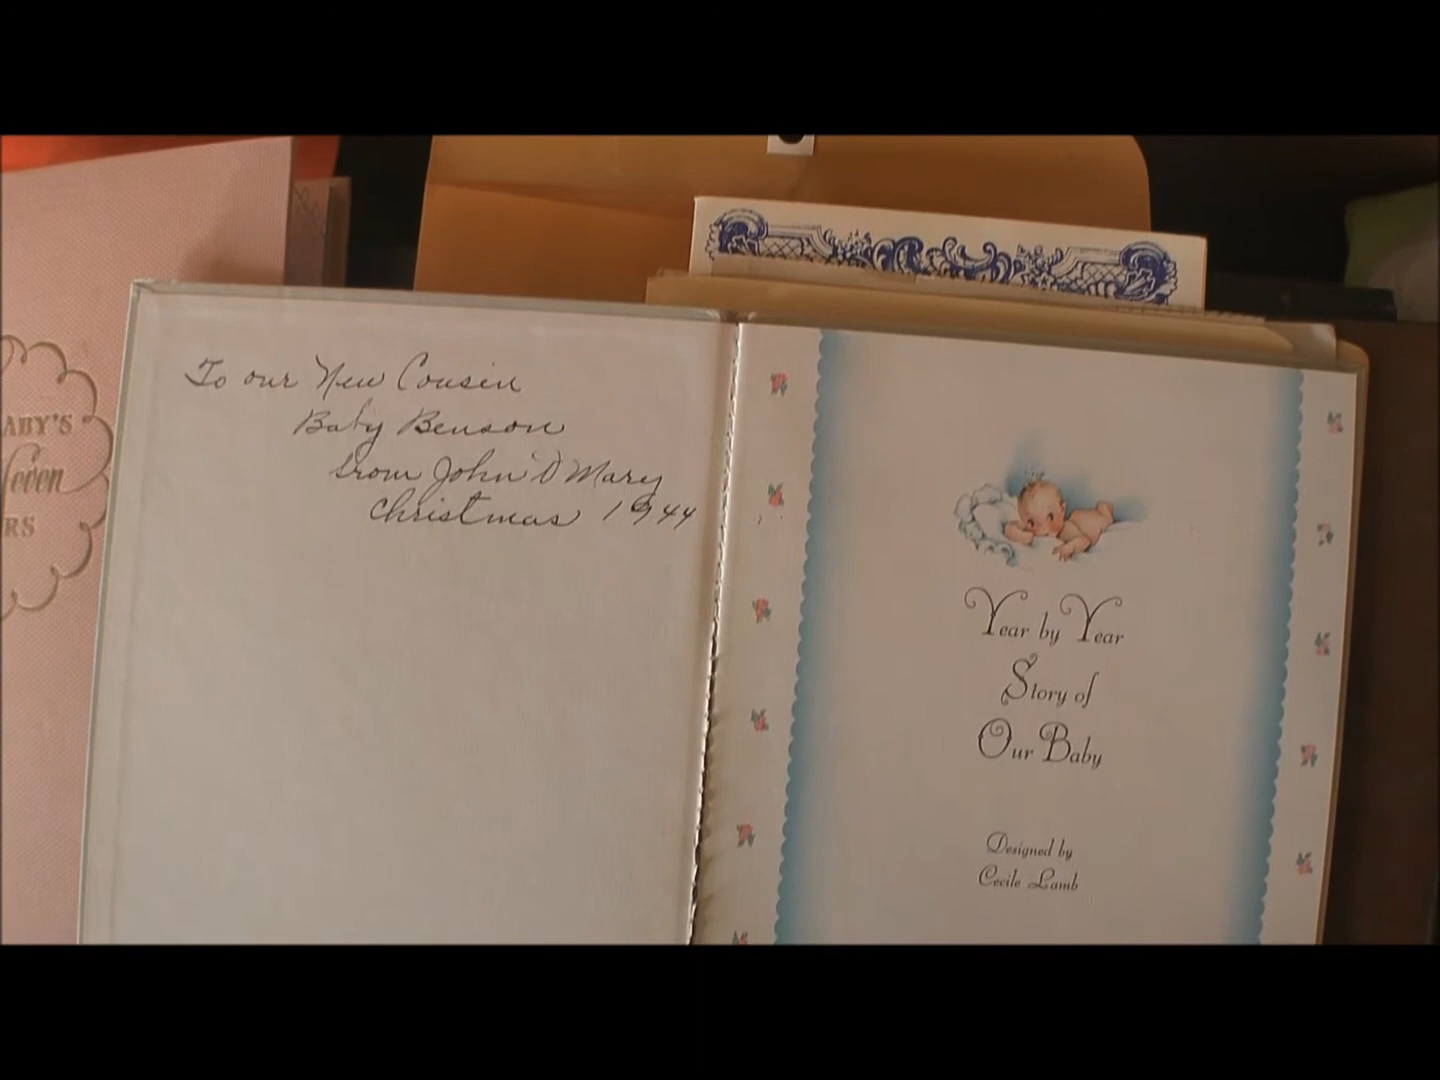 ABY'S
Seven
RS
To our New Cousin
Baby Benson
from John & Mary
Christmas 1944
Year by Year
Story of
Our Baby
Designed by
Cecile Lamb